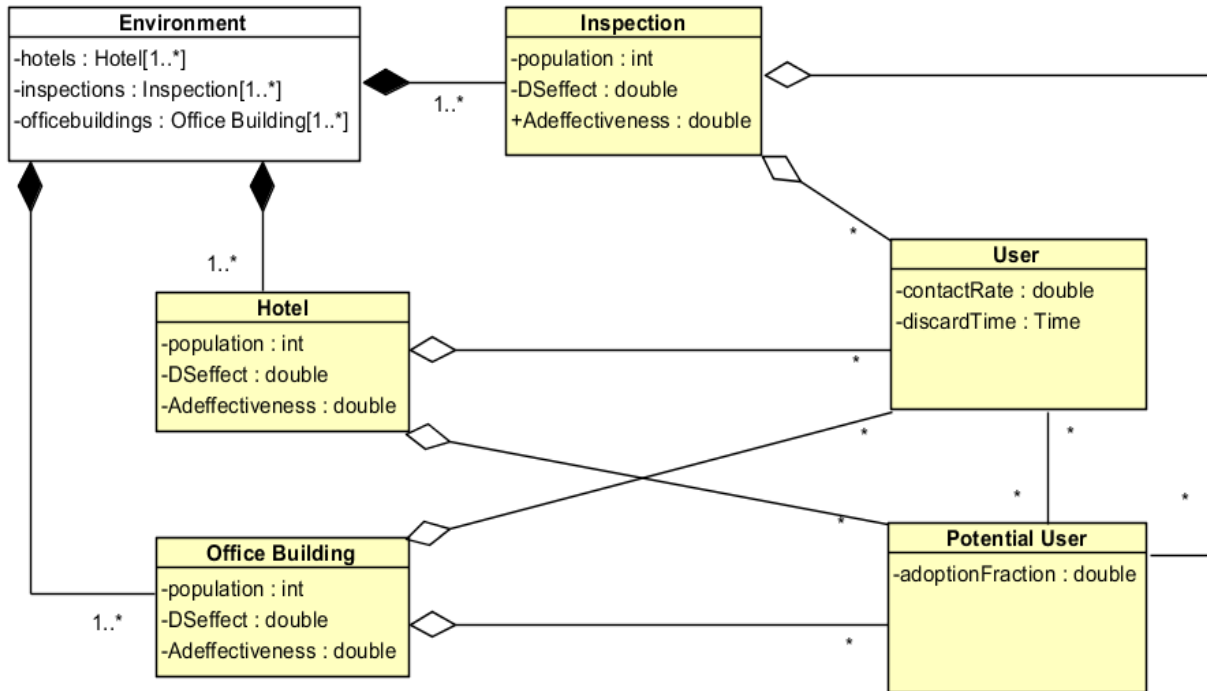 Environment
-hotels : Hotel[1..*]
-inspections : Inspection[1..*]
-officebuildings : Office Building[1..*]
1..*
Inspection
-population : int
-DSeffect : double
+Adeffectiveness : double
*
1..*
User
-contactRate : double
-discardTime : Time
Hotel
-population : int
-DSeffect : double
-Adeffectiveness : double
*
*
*
*
*
*
Office Building
-population : int
-DSeffect : double
-Adeffectiveness : double
1..*
*
Potential User
-adoptionFraction : double